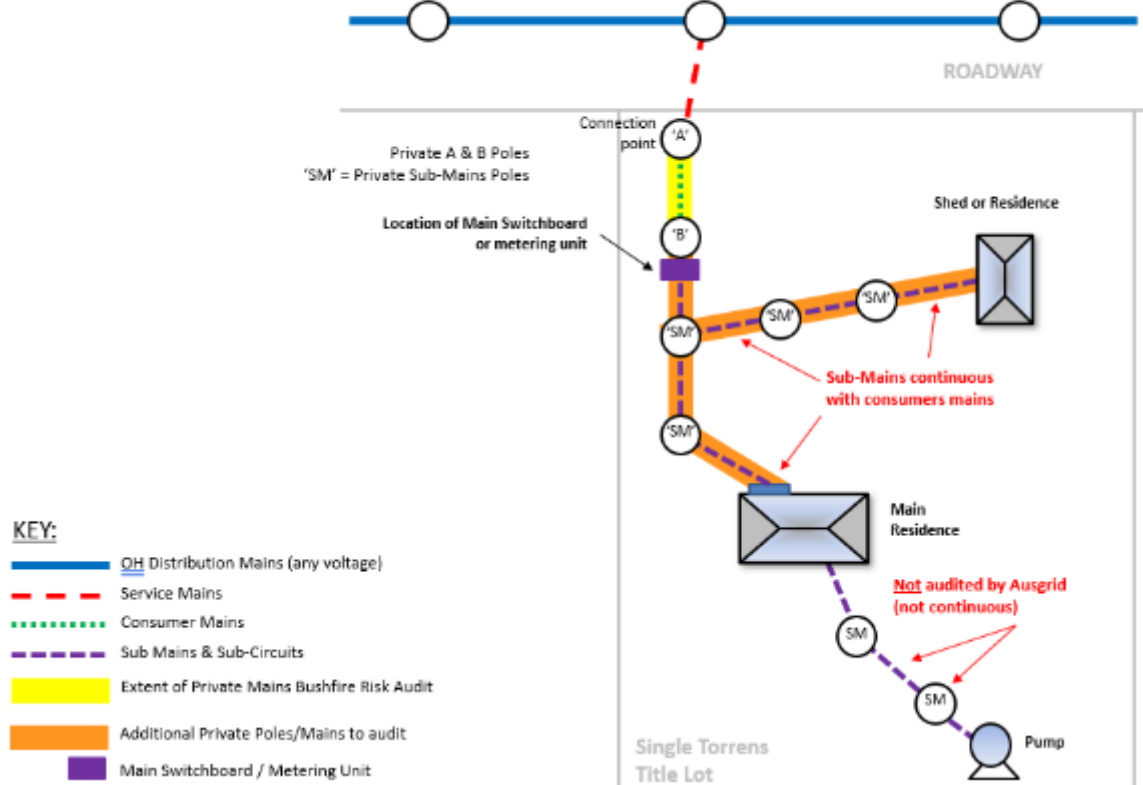 ROADWAY
Connection
point
'A'
Private A & B Poles
'SM' = Private Sub-Mains Poles
Shed or Residence
Location of Main Switchboard
or metering unit
'B'
'SM'
'SM'
'SM'
Sub-Mains continuous
with consumers mains
'SM'
Main
Residence
KEY:
OH Distribution Mains (any voltage)
Service Mains
Consumer Mains
Sub Mains & Sub-Circuits
Extent of Private Mains Bushfire Risk Audit
Additional Private Poles/Mains to audit
Main Switchboard / Metering Unit
Not audited by Ausgrid
(not continuous)
SM
SM
Pump
Single Torrens
Title Lot